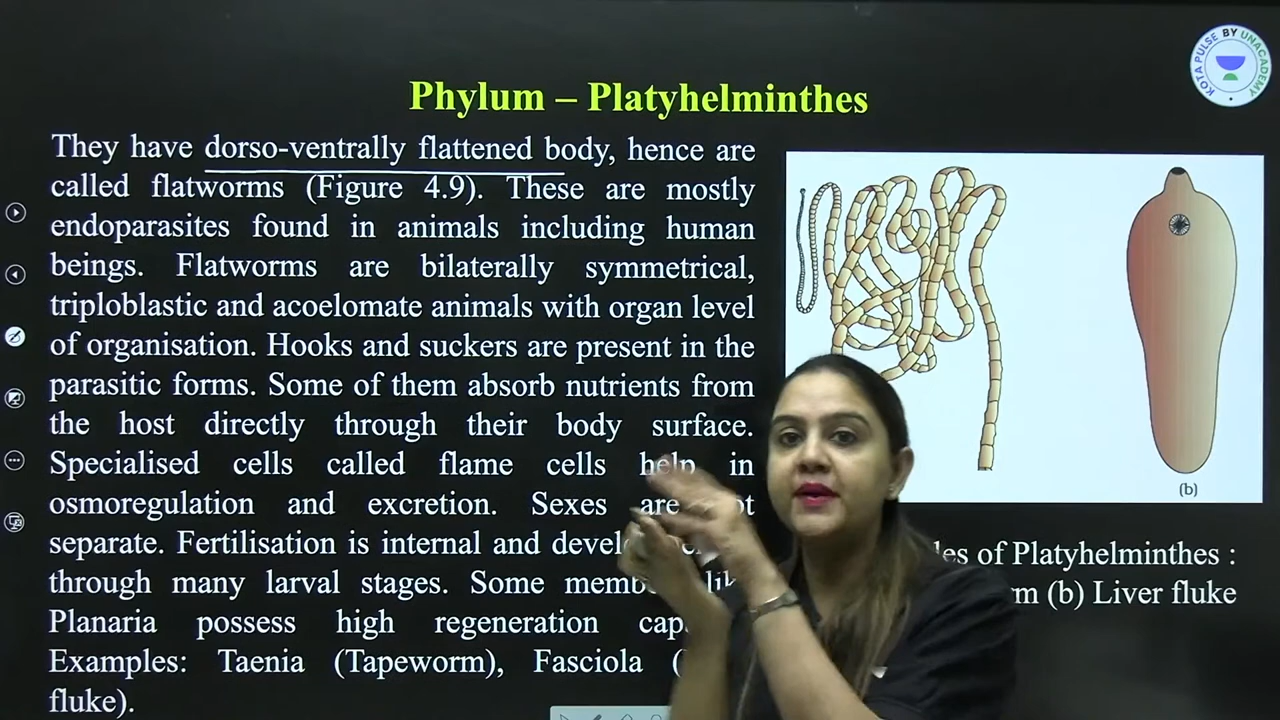 KOTA PULSE BY UNACADEMY
Phylum – Platyhelminthes
They have dorso-ventrally flattened body, hence are
called flatworms (Figure 4.9). These are mostly
endoparasites found in animals including human
beings. Flatworms are bilaterally symmetrical,
triploblastic and acoelomate animals with organ level
of organisation. Hooks and suckers are present in the
parasitic forms. Some of them absorb nutrients from
the host directly through their body surface.
Specialised cells called flame cells help in
osmoregulation and excretion. Sexes are
separate. Fertilisation is internal and
through many larval stages. Some
Planaria possess high regeneration
Examples: Taenia (Tapeworm), Fasciola
fluke).
(b)
of Platyhelminthes :
(b) Liver fluke